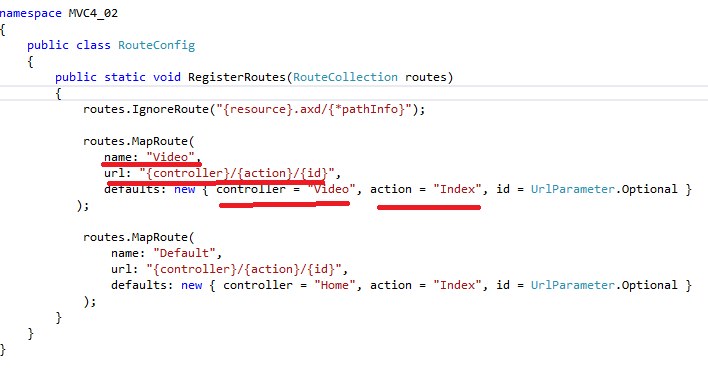 namespace MVC4_02
{
public class RouteConfig
{
public static void RegisterRoutes(RouteCollection routes)
{
routes.IgnoreRoute("{resource}.axd/{*pathInfo}");
routes.MapRoute(
name: "Video",
url: "{controller}/{action}/{id}",
defaults: new { controller = "Video", action = "Index", id = UrlParameter.Optional }
);
routes.MapRoute(
name: "Default",
url: "{controller}/{action}/{id}",
defaults: new { controller = "Home", action = "Index", id = UrlParameter.Optional }
);
}
}
}